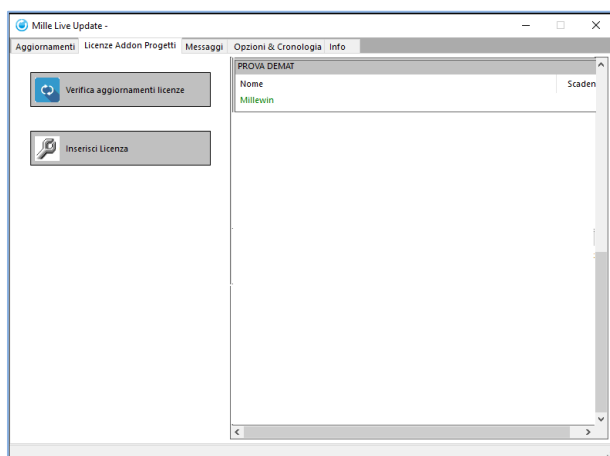 Mille Live Update -
Aggiornamenti Licenze Addon Progetti Messaggi Opzioni & Cronologia Info
Verifica aggiornamenti licenze
Inserisci Licenza
PROVA DEMAT
Nome Scaden
Millewin